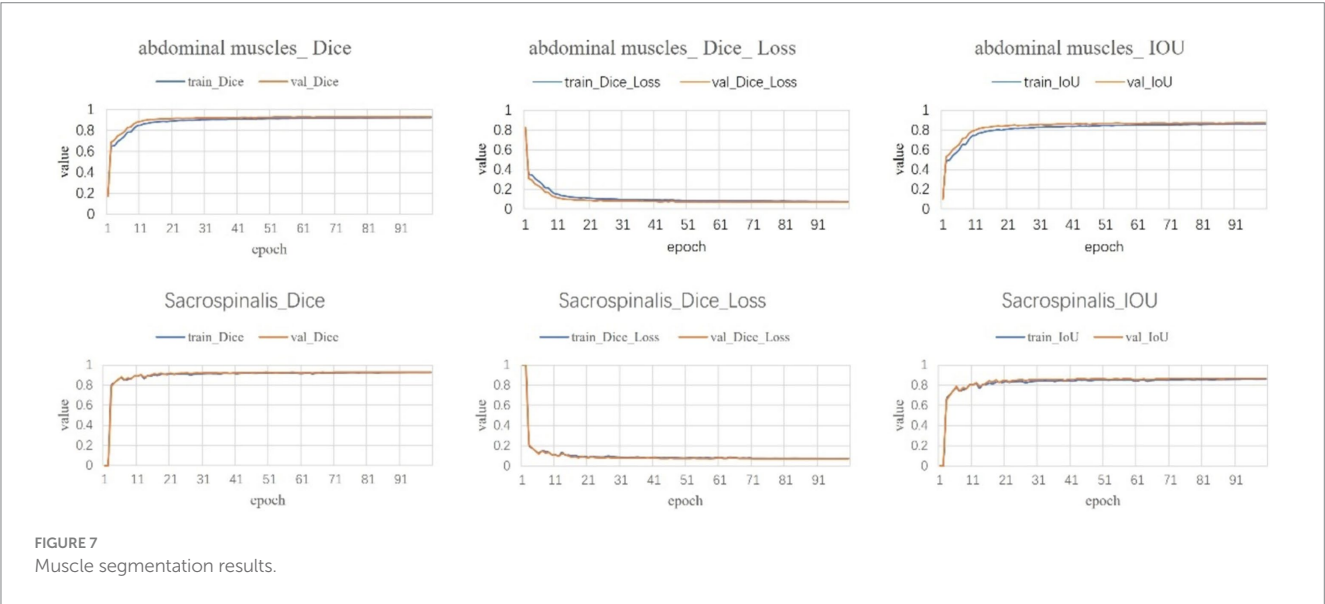 abdominal muscles_ Dice
train_Dice val_Dice
1
0.8
0.6
0.4
0.2
0
value
1 11 21 31 41 51 61 71 81 91
epoch
abdominal muscles_ Dice_ Loss
train_Dice_Loss val_Dice_Loss
1
0.8
0.6
0.4
0.2
0
value
1 11 21 31 41 51 61 71 81 91
epoch
abdominal muscles_ IOU
train_IoU val_IoU
1
0.8
0.6
0.4
0.2
0
value
1 11 21 31 41 51 61 71 81 91
epoch
Sacrospinalis_Dice
train_Dice val_Dice
1
0.8
0.6
0.4
0.2
0
value
1 11 21 31 41 51 61 71 81 91
epoch
Sacrospinalis_Dice_Loss
train_Dice_Loss val_Dice_Loss
1
0.8
0.6
0.4
0.2
0
value
1 11 21 31 41 51 61 71 81 91
epoch
Sacrospinalis_IOU
train_IoU val_IoU
1
0.8
0.6
0.4
0.2
0
value
1 11 21 31 41 51 61 71 81 91
epoch
FIGURE 7
Muscle segmentation results.